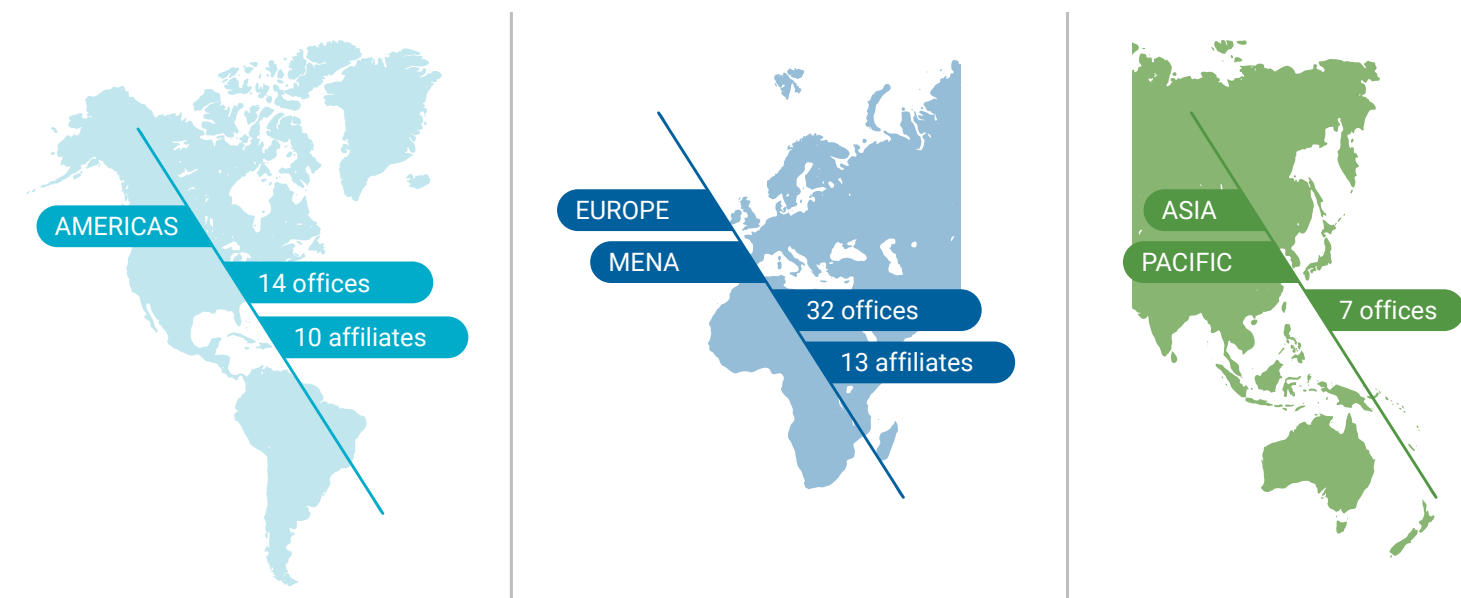 AMERICAS
14 offices
10 affiliates
EUROPE
MENA
32 offices
13 affiliates
ASIA
PACIFIC
7 offices